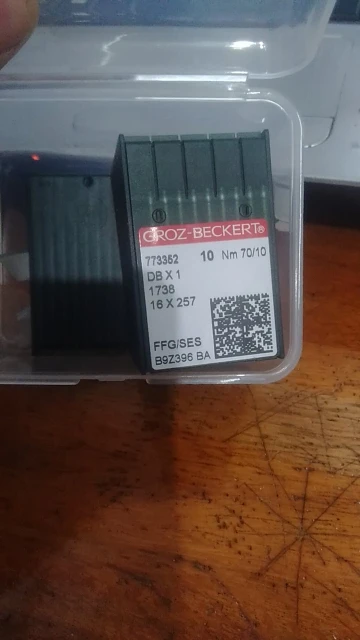 GROZ-BECKERT®
773352 10 Nm 70/10
DB X 1
1738
16 X 257
FFG/SES
B9Z396 BA